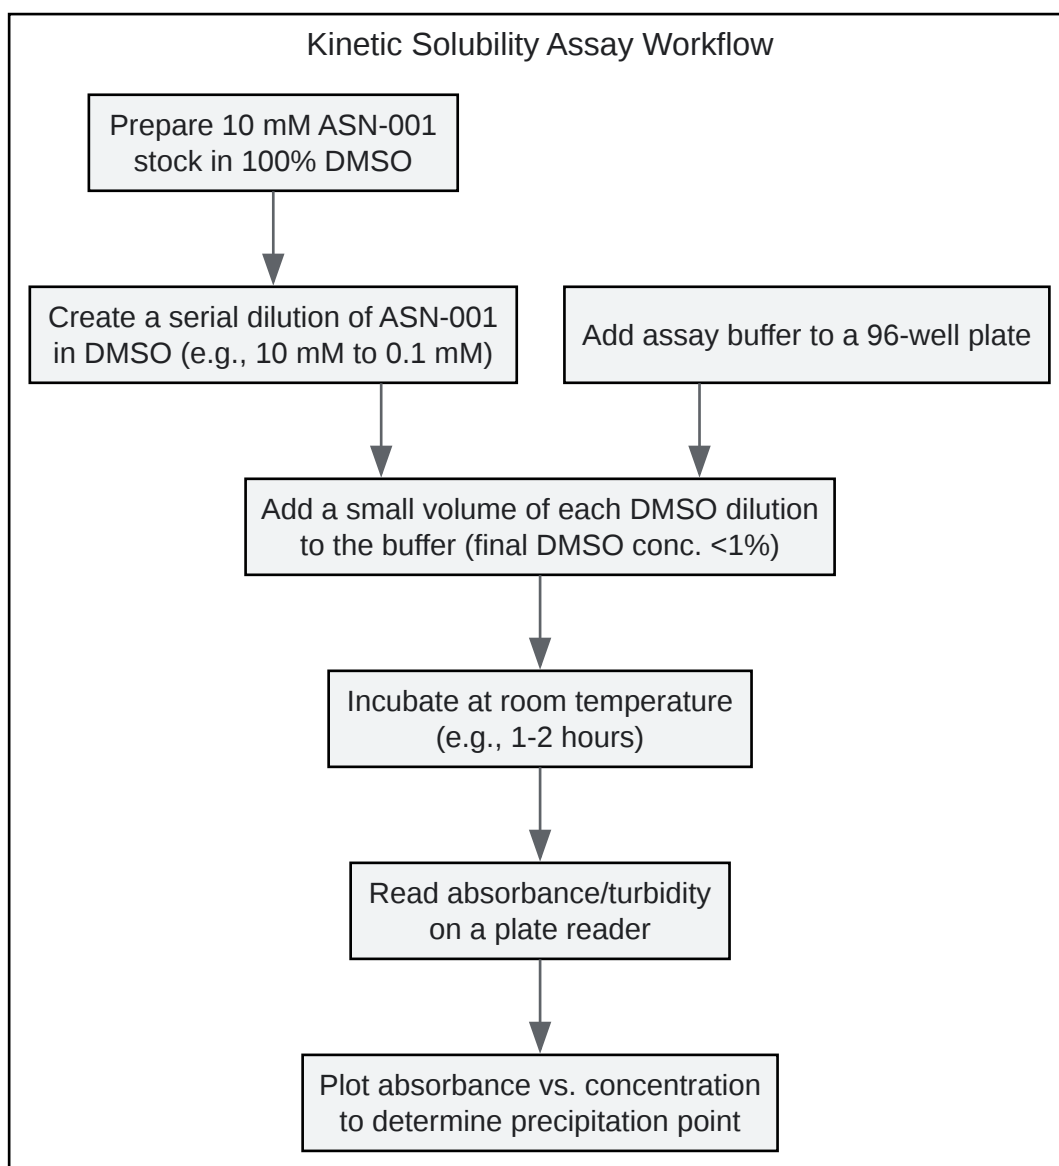 Kinetic Solubility Assay Workflow
Prepare 10 mM ASN-001
stock in 100% DMSO
Create a serial dilution of ASN-001
in DMSO (e.g., 10 mM to 0.1 mM)
Add assay buffer to a 96-well plate
Add a small volume of each DMSO dilution
to the buffer (final DMSO conc. <1%)
Incubate at room temperature
(e.g., 1-2 hours)
Read absorbance/turbidity
on a plate reader
Plot absorbance vs. concentration
to determine precipitation point